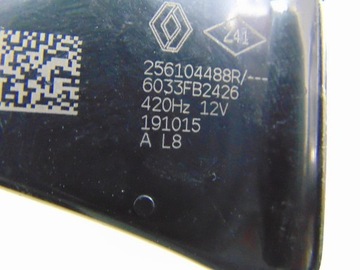 Z41
256104488R/---
6033FB2426
420Hz 12V
191015
A L8